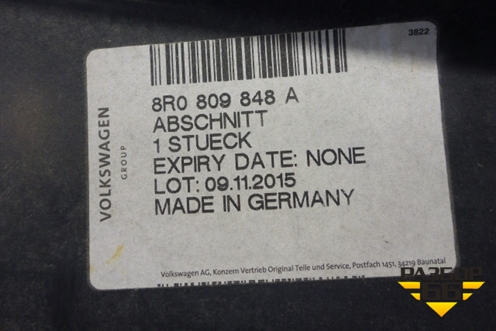 3822
VOLKSWAGEN
GROUP
8R0 809 848 A
ABSCHNITT
1 STUECK
EXPIRY DATE: NONE
LOT: 09.11.2015
MADE IN GERMANY
Volkswagen AG, Konzern Vertrieb Original Teile und Service, Postfach 1451, 34219 Baunatal
РАЗБОР
66